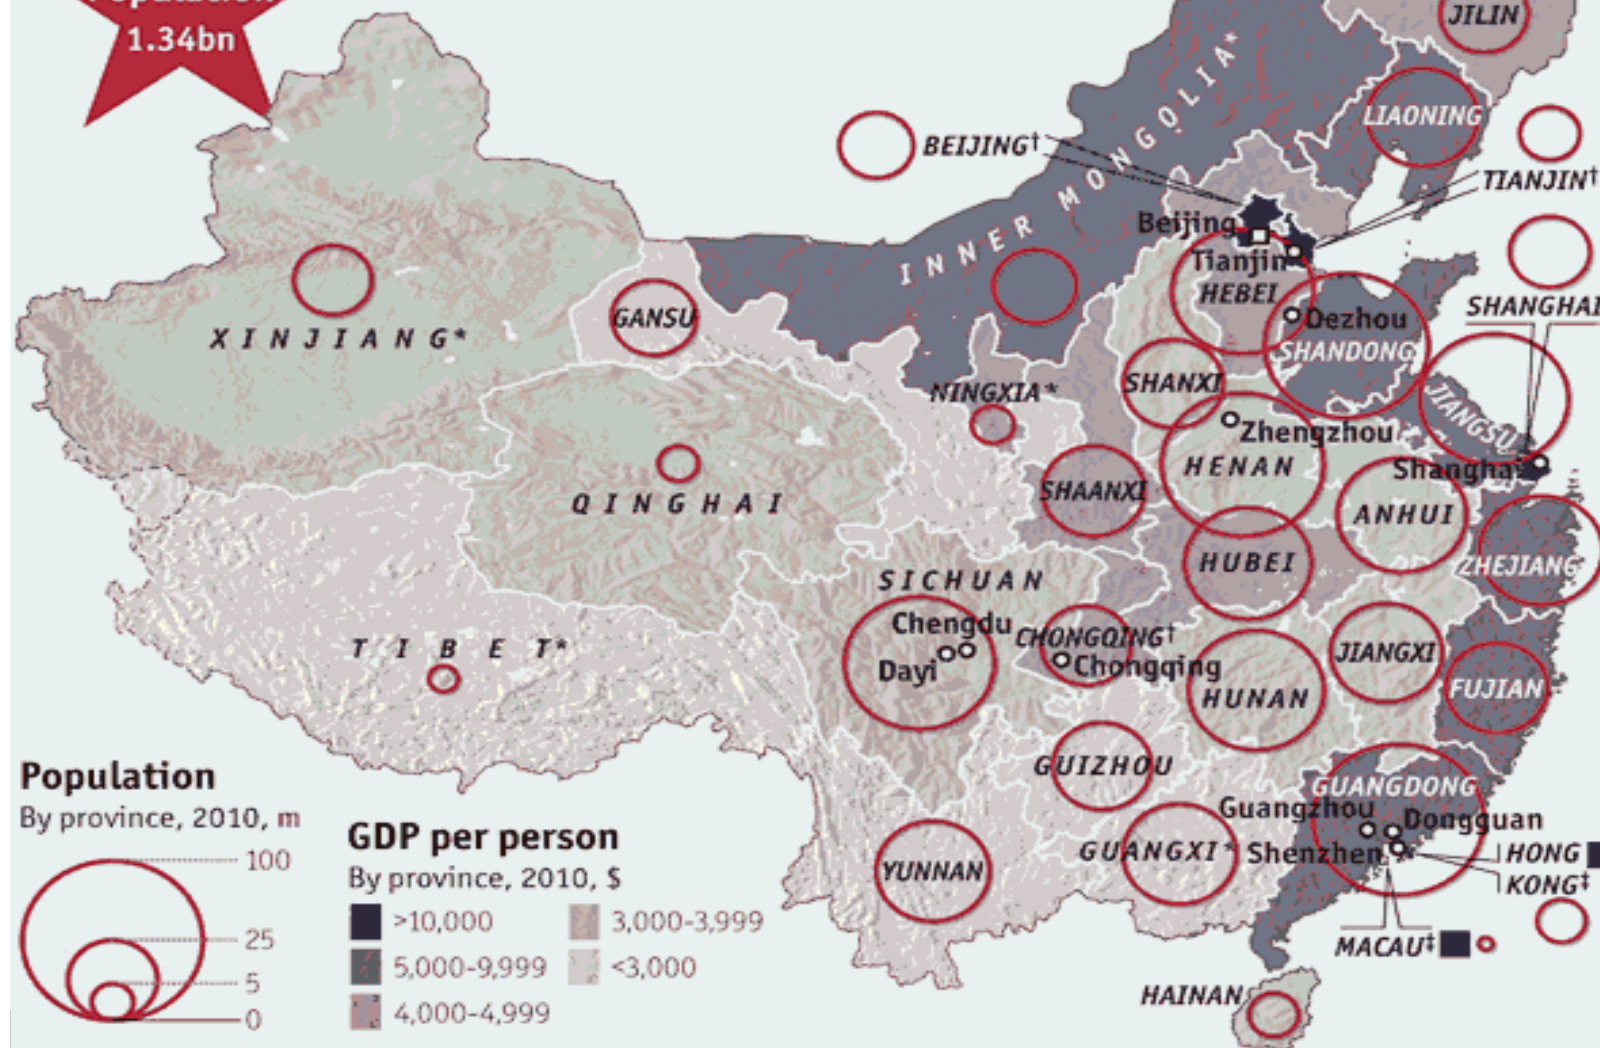 Population
1.34bn
JILIN
LIAONING
BEIJING†
TIANJIN†
INNER MONGOLIA*
Beijing
Tianjin
HEBEI
SHANGHAI
XINJIANG*
GANSU
Dezhou
SHANDONG
NINGXIA*
SHANXI
JIANGSU
Zhengzhou
HENAN
Shanghai
QINGHAI
SHAANXI
ANHUI
HUBEI
ZHEJIANG
SICHUAN
Chengdu
CHONGQING†
Dayi
Chongqing
TIBET*
JIANGXI
HUNAN
FUJIAN
GUIZHOU
GUANGDONG
Guangzhou
Dongguan
YUNNAN
GUANGXI*
Shenzhen
HONG
KONG‡
MACAU‡
HAINAN
Population
By province, 2010, m
100
25
5
0
GDP per person
By province, 2010, $
>10,000
5,000-9,999
4,000-4,999
3,000-3,999
<3,000